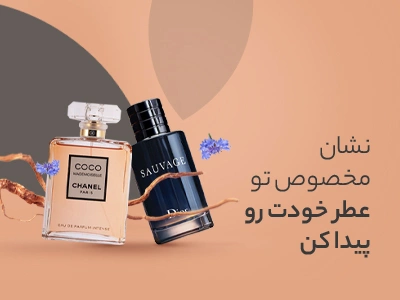 نشان
مخصوص تو
عطر خودت رو
پیدا کن
COCO
MADEMOISELLE
CHANEL
PARIS
EAU DE PARFUM INTENSE
SAUVAGE
Dior